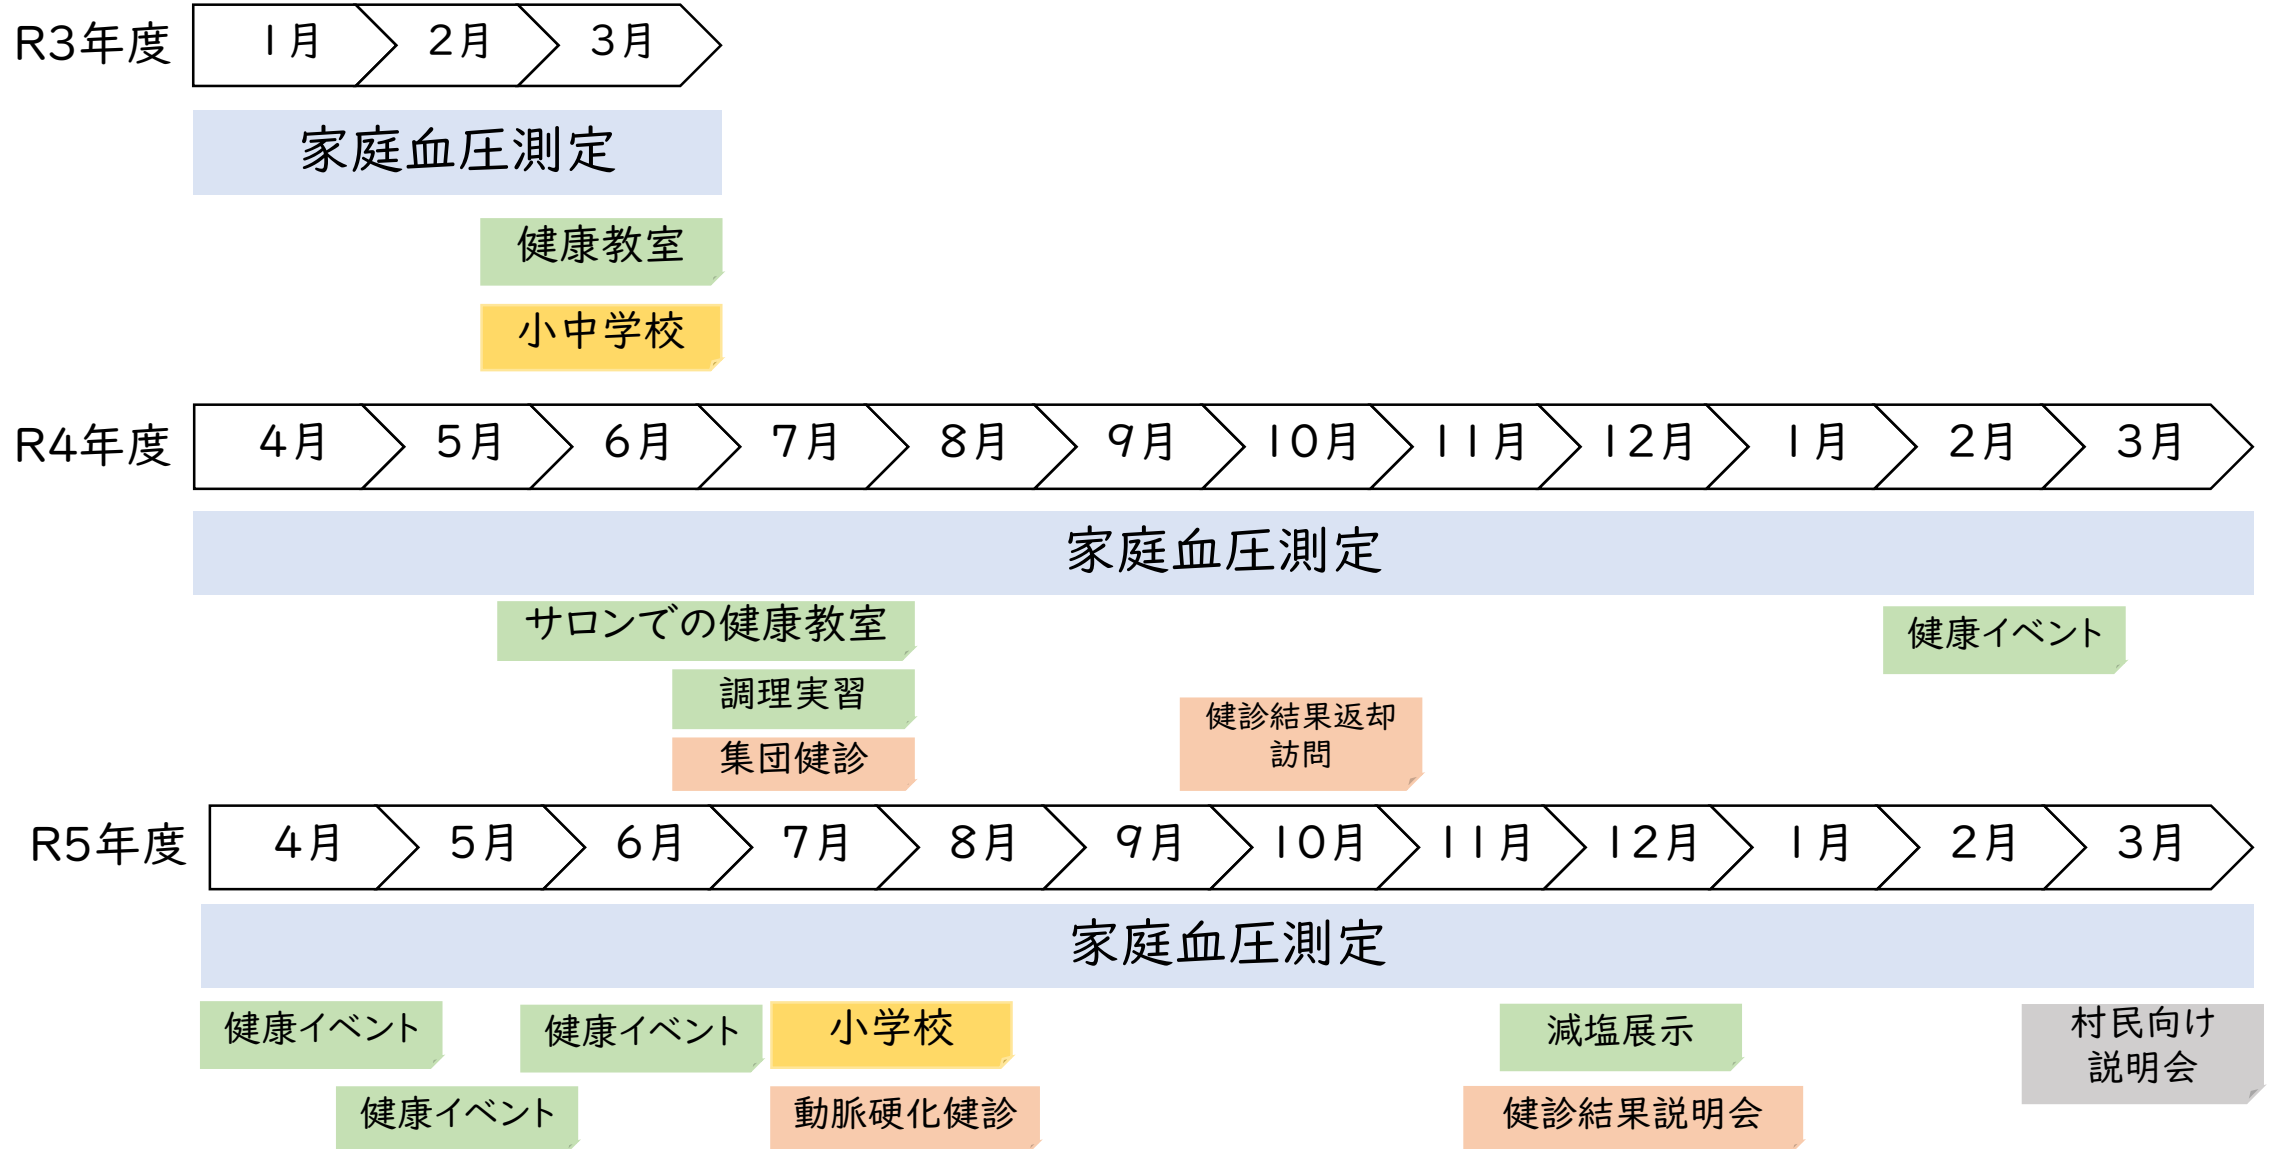 R3年度 1月 2月 3月
家庭血圧測定
健康教室
小中学校
R4年度 4月 5月 6月 7月 8月 9月 10月 11月 12月 1月 2月 3月
家庭血圧測定
サロンでの健康教室
健康イベント
調理実習
健診結果返却
訪問
集団健診
R5年度 4月 5月 6月 7月 8月 9月 10月 11月 12月 1月 2月 3月
家庭血圧測定
健康イベント
健康イベント
小学校
減塩展示
村民向け
説明会
健康イベント
動脈硬化健診
健診結果説明会